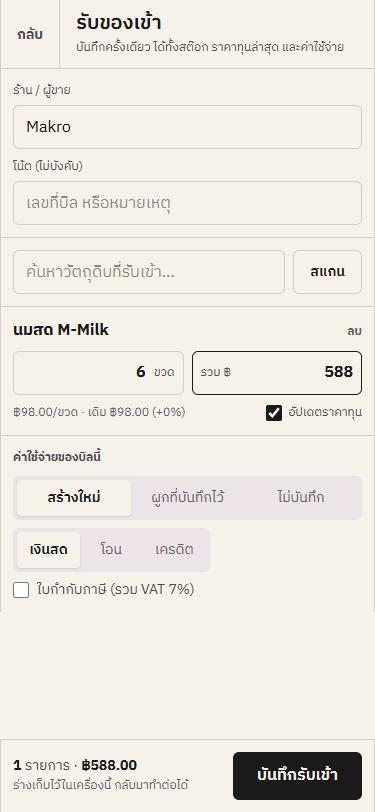 กลับ
รับของเข้า
บันทึกครั้งเดียว ได้ทั้งสต๊อก ราคาทุนล่าสุด และค่าใช้จ่าย
ร้าน / ผู้ขาย
Makro
โน้ต (ไม่บังคับ)
เลขที่บิล หรือหมายเหตุ
ค้นหาวัตถุดิบที่รับเข้า...
สแกน
นมสด M-Milk
ลบ
6 ขวด
รวม ฿ 588
฿98.00/ขวด · เดิม ฿98.00 (+0%)
อัปเดตราคาทุน
ค่าใช้จ่ายของบิลนี้
สร้างใหม่
ผูกที่บันทึกไว้
ไม่บันทึก
เงินสด
โอน
เครดิต
ใบกำกับภาษี (รวม VAT 7%)
1 รายการ · ฿588.00
ร่างเก็บไว้ในเครื่องนี้ กลับมาทำต่อได้
บันทึกรับเข้า